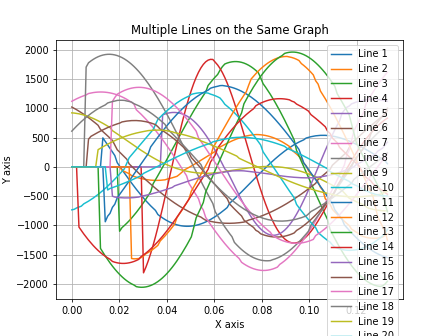 Multiple Lines on the Same Graph
2000
1500
1000
500
0
−500
−1000
−1500
−2000
Y axis
0.00
0.02
0.04
0.06
0.08
0.10
X axis
Line 1
Line 2
Line 3
Line 4
Line 5
Line 6
Line 7
Line 8
Line 9
Line 10
Line 11
Line 12
Line 13
Line 14
Line 15
Line 16
Line 17
Line 18
Line 19
Line 20